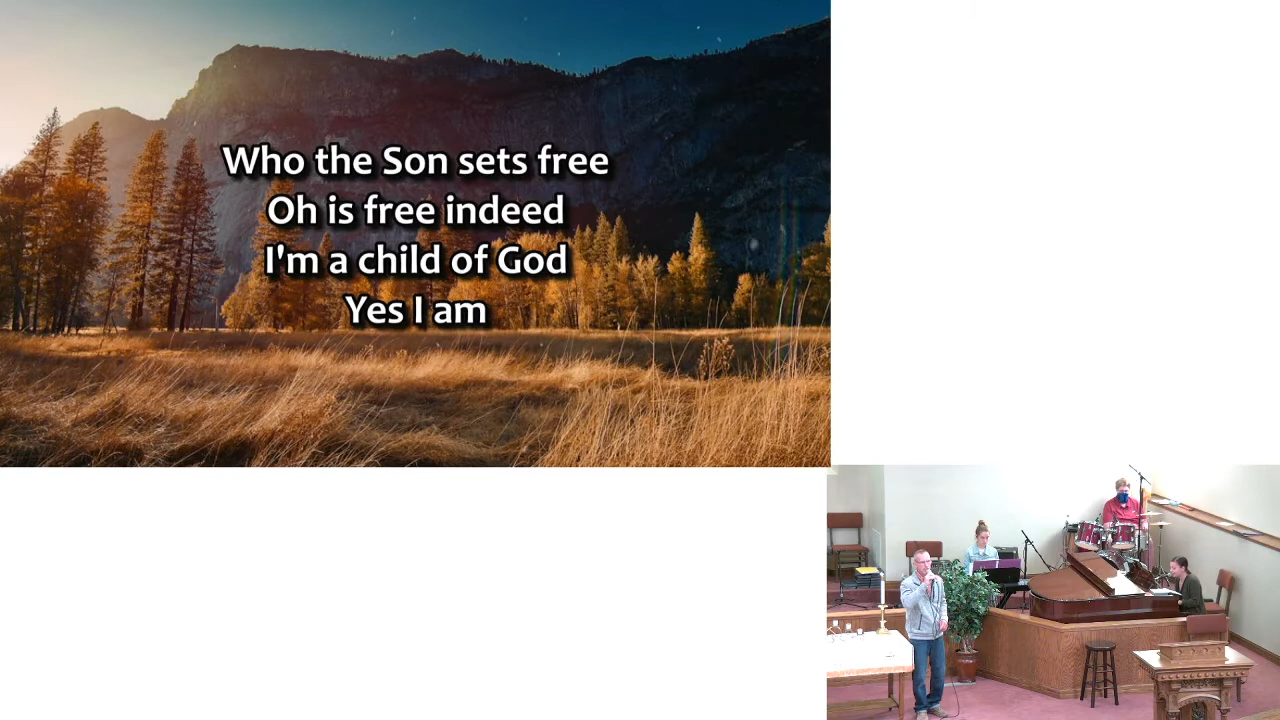 Who the Son sets free
Oh is free indeed
I'm a child of God
Yes I am